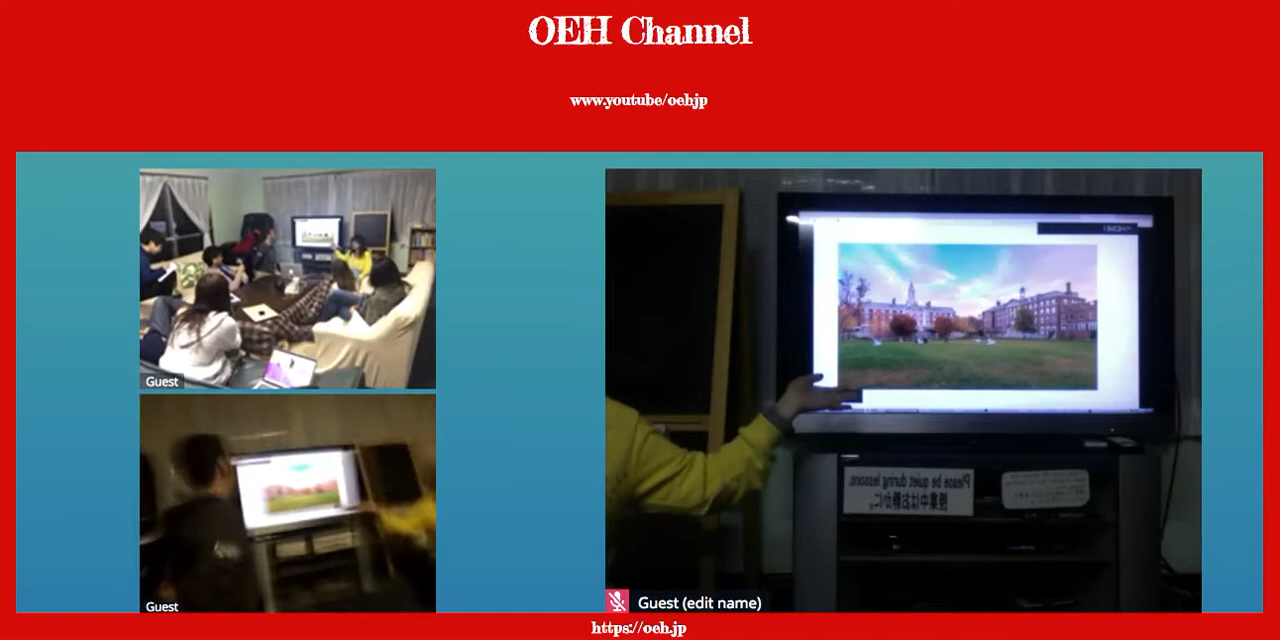 OEH Channel
www.youtube/oehjp
Guest
Guest
Please be quiet during lessons.
授業中はお静かに。
Guest (edit name)
https://oeh.jp